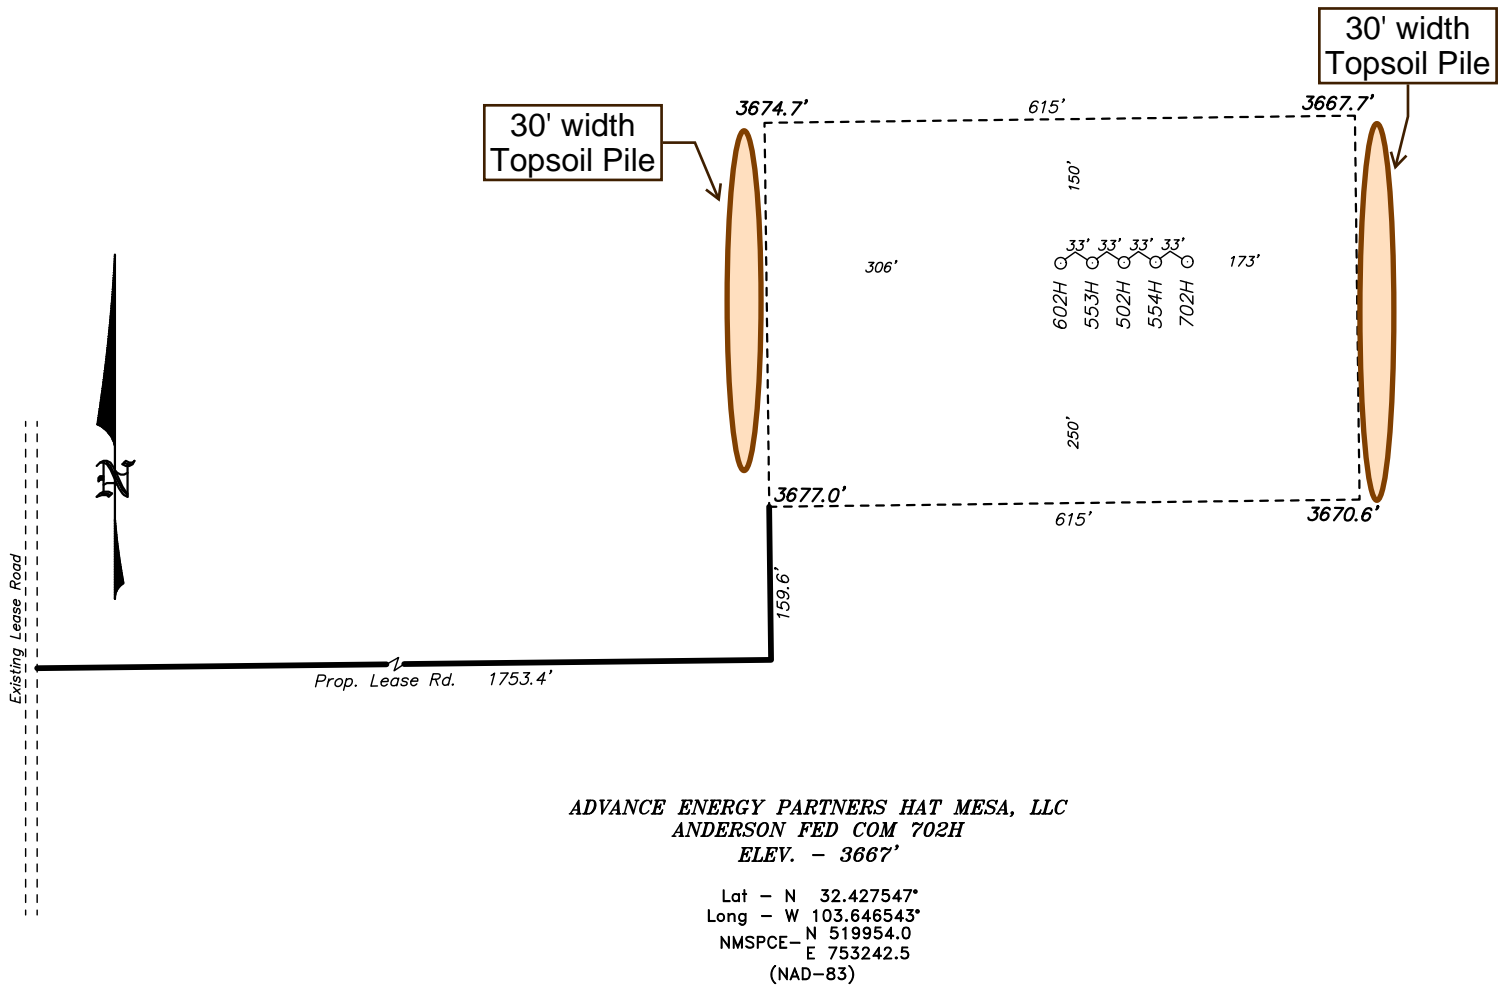 30' width
Topsoil Pile
30' width
Topsoil Pile
3674.7'
615'
3667.7'
150'
33' 33' 33' 33'
306'
173'
602H
553H
502H
554H
702H
250'
3677.0'
615'
3670.6'
N
159.6'
Existing Lease Road
Prop. Lease Rd. 1753.4'
ADVANCE ENERGY PARTNERS HAT MESA, LLC
ANDERSON FED COM 702H
ELEV. - 3667'
Lat - N 32.427547°
Long - W 103.646543°
NMSPCE- N 519954.0
E 753242.5
(NAD-83)